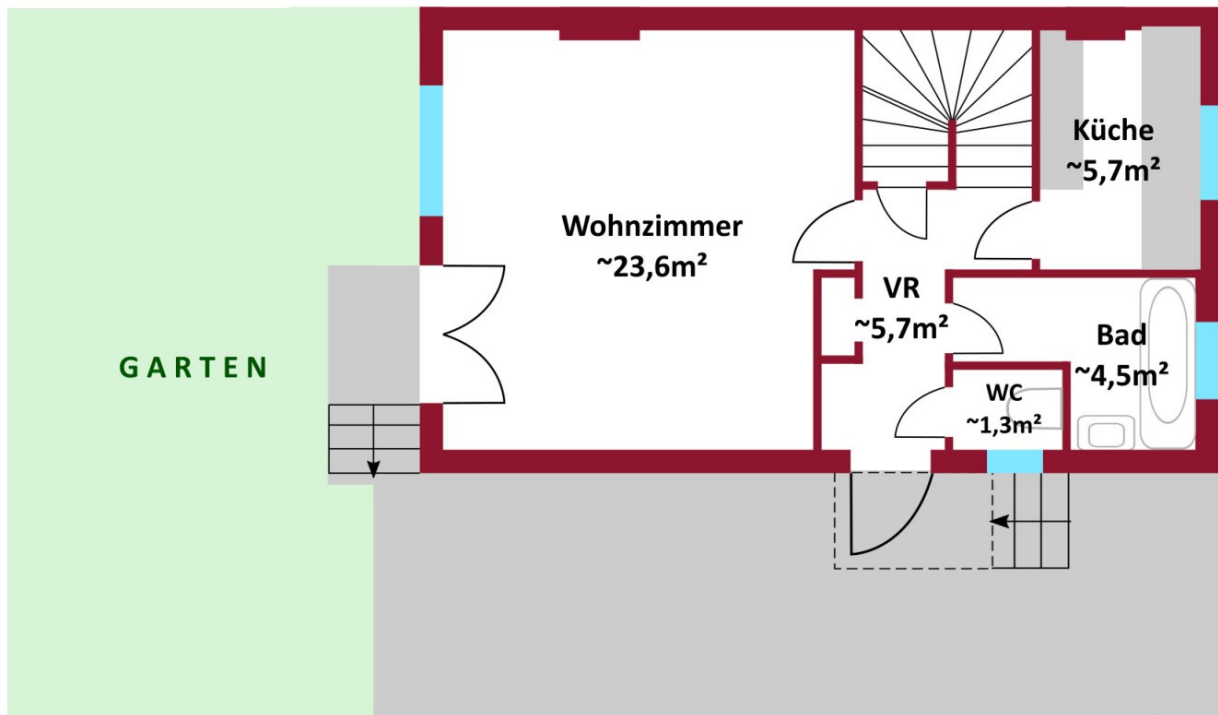 Küche
~5,7m²
Wohnzimmer
~23,6m²
VR
~5,7m²
Bad
~4,5m²
GARTEN
WC
~1,3m²